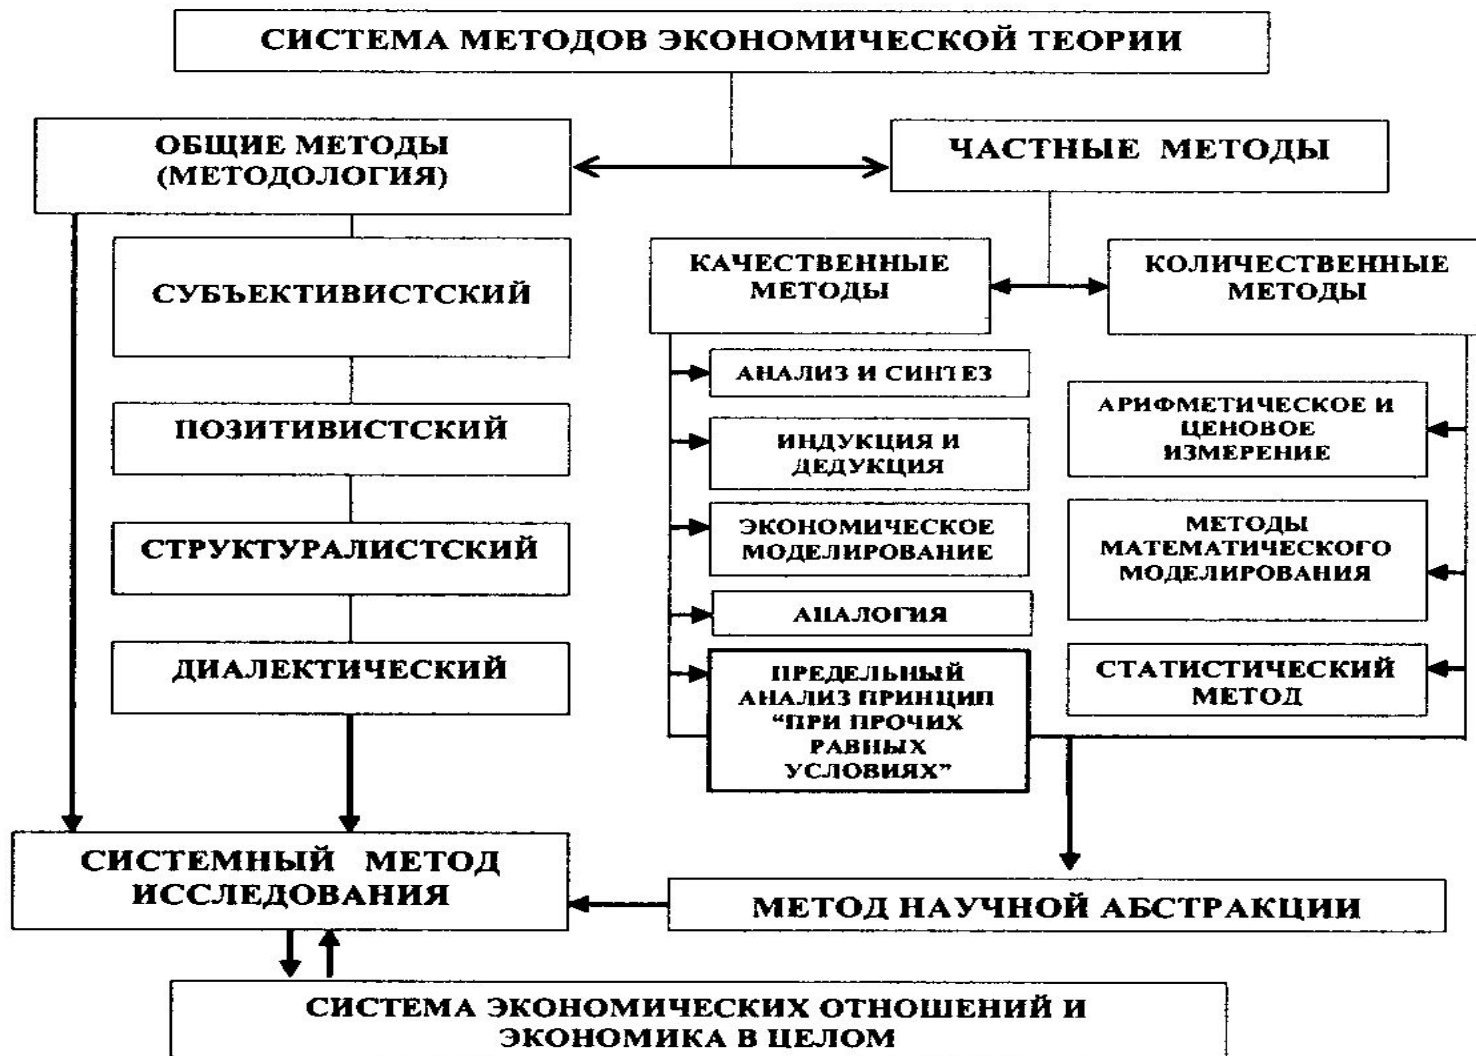 СИСТЕМА МЕТОДОВ ЭКОНОМИЧЕСКОЙ ТЕОРИИ
ОБЩИЕ МЕТОДЫ
(МЕТОДОЛОГИЯ)
ЧАСТНЫЕ МЕТОДЫ
СУБЪЕКТИВИСТСКИЙ
ПОЗИТИВИСТСКИЙ
СТРУКТУРАЛИСТСКИЙ
ДИАЛЕКТИЧЕСКИЙ
КАЧЕСТВЕННЫЕ
МЕТОДЫ
АНАЛИЗ И СИНТЕЗ
ИНДУКЦИЯ И
ДЕДУКЦИЯ
ЭКОНОМИЧЕСКОЕ
МОДЕЛИРОВАНИЕ
АНАЛОГИЯ
ПРЕДЕЛЬНЫЙ
АНАЛИЗ ПРИНЦИП
“ПРИ ПРОЧИХ
РАВНЫХ
УСЛОВИЯХ”
КОЛИЧЕСТВЕННЫЕ
МЕТОДЫ
АРИФМЕТИЧЕСКОЕ И
ЦЕНОВОЕ
ИЗМЕРЕНИЕ
МЕТОДЫ
МАТЕМАТИЧЕСКОГО
МОДЕЛИРОВАНИЯ
СТАТИСТИЧЕСКИЙ
МЕТОД
СИСТЕМНЫЙ МЕТОД
ИССЛЕДОВАНИЯ
МЕТОД НАУЧНОЙ АБСТРАКЦИИ
СИСТЕМА ЭКОНОМИЧЕСКИХ ОТНОШЕНИЙ И
ЭКОНОМИКА В ЦЕЛОМ